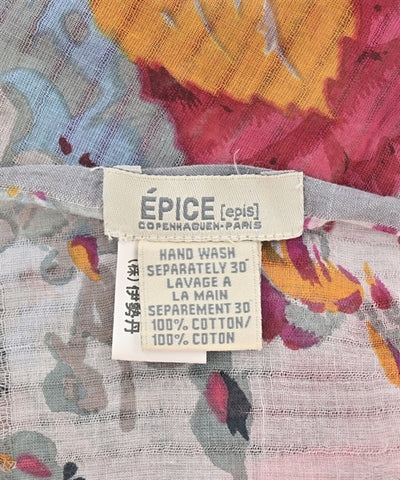 ÉPICE [epis]
COPENHAGUEN-PARIS
HAND WASH
SEPARATELY 30°
LAVAGE A
LA MAIN
SEPAREMENT 30
100% COTTON/
100% COTON
(株)伊勢丹